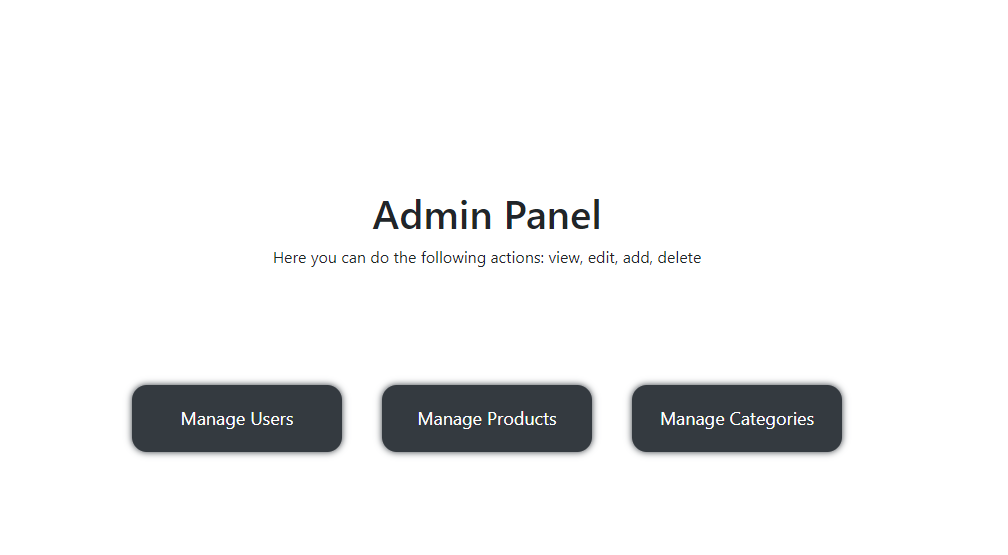 Admin Panel
Here you can do the following actions: view, edit, add, delete
Manage Users
Manage Products
Manage Categories